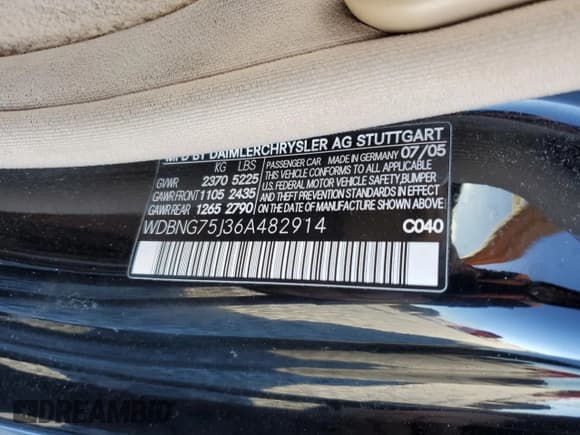 MFD BY DAIMLERCHRYSLER AG STUTTGART
KG LBS
GVWR 2370 5225
GAWR FRONT 1105 2435
GAWR REAR 1265 2790
PASSENGER CAR MADE IN GERMANY 07/05
THIS VEHICLE CONFORMS TO ALL APPLICABLE
U.S. FEDERAL MOTOR VEHICLE SAFETY, BUMPER
AND THEFT PREVENTION STANDARDS IN EFFECT
ON THE DATE OF MANUFACTURE SHOWN ABOVE.
WDBNG75J36A482914 C040
DREAMBID